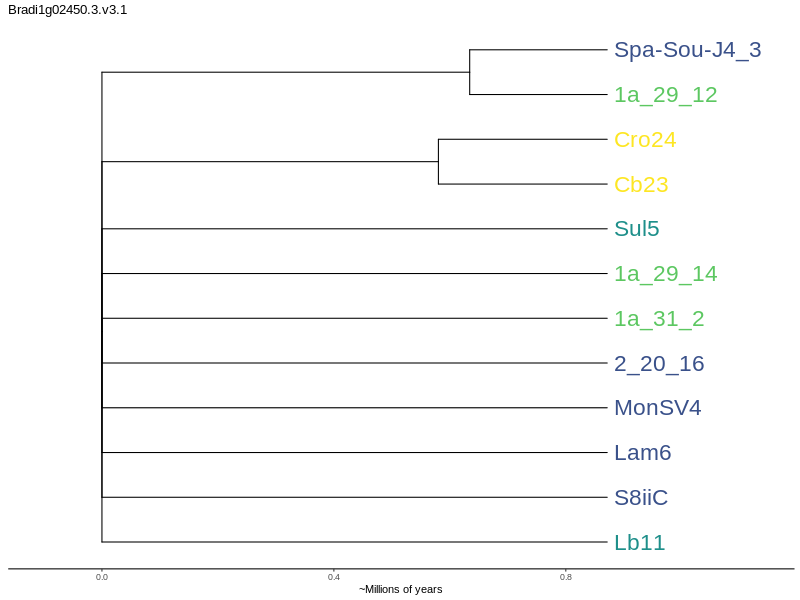 Bradi1g02450.3.v3.1
Spa-Sou-J4_3
1a_29_12
Cro24
Cb23
Sul5
1a_29_14
1a_31_2
2_20_16
MonSV4
Lam6
S8iiC
Lb11
0.0 0.4 0.8
~Millions of years